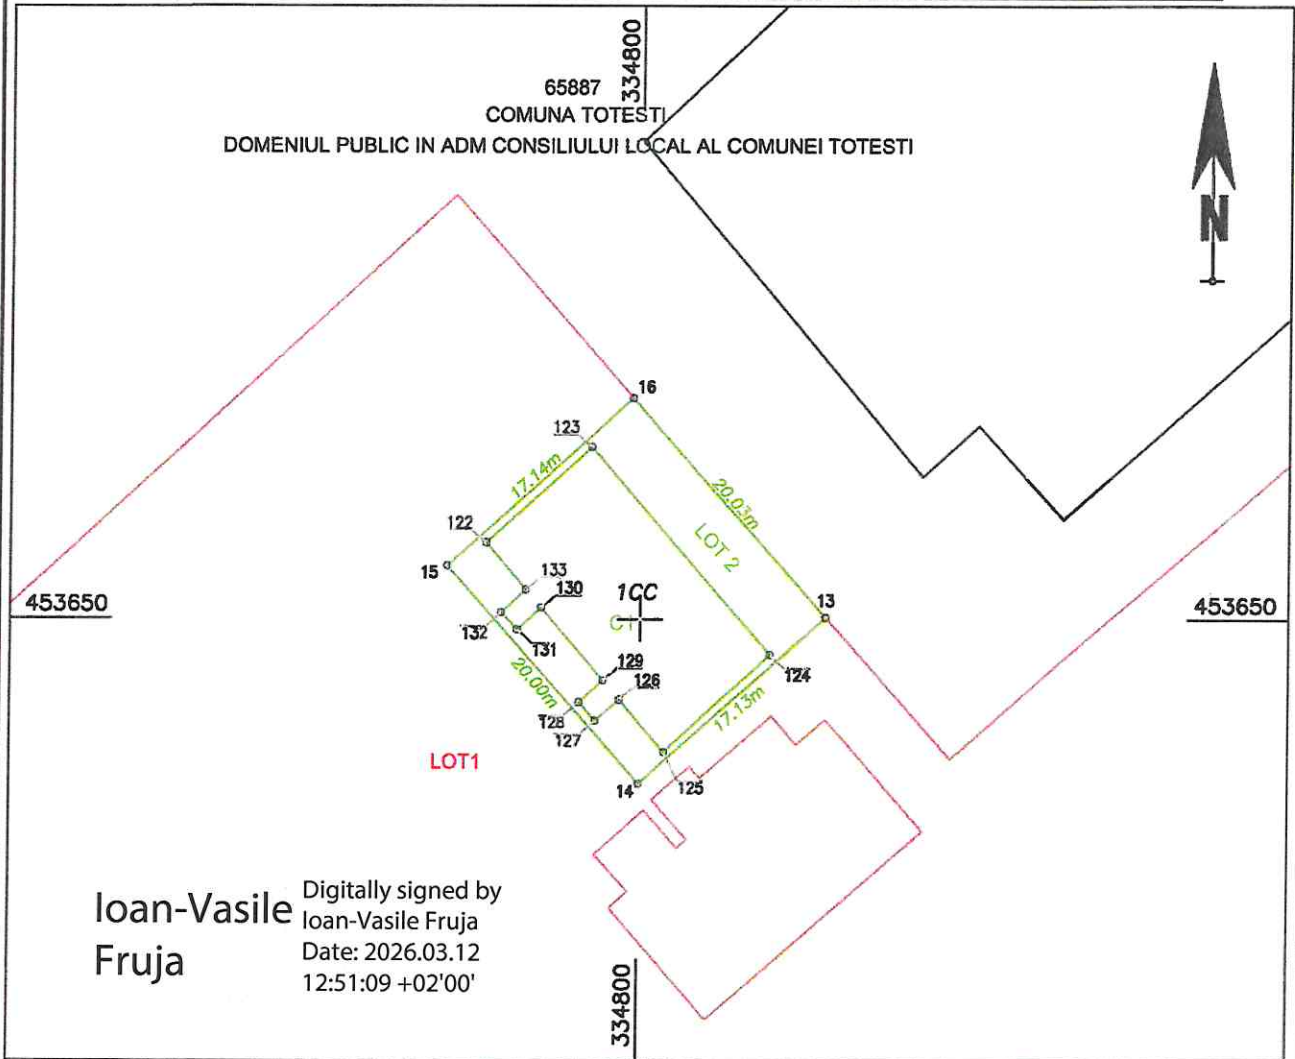 334800
65887
COMUNA TOTESTI
DOMENIUL PUBLIC IN ADM CONSILIULUI LOCAL AL COMUNEI TOTESTI
N
16
123
17.14m
20.03m
122
LOT 2
15
133
130
1CC
C1
13
453650
453650
132
131
129
124
20.00m
126
128
17.13m
127
LOT1
14
125
Ioan-Vasile
Fruja
Digitally signed by
Ioan-Vasile Fruja
Date: 2026.03.12
12:51:09 +02'00'
334800